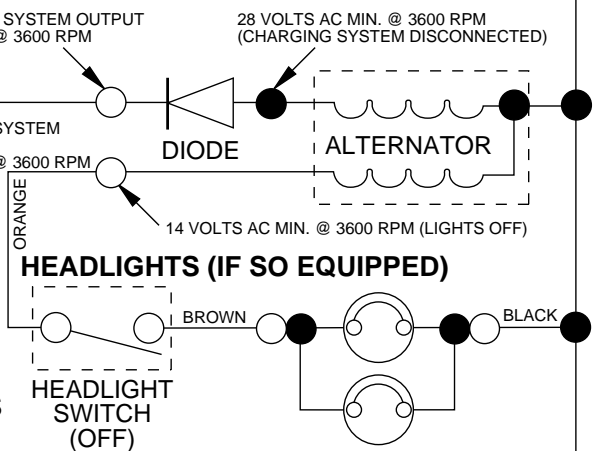 SYSTEM OUTPUT
@ 3600 RPM
28 VOLTS AC MIN. @ 3600 RPM
(CHARGING SYSTEM DISCONNECTED)
SYSTEM
DIODE
ALTERNATOR
@ 3600 RPM
ORANGE
14 VOLTS AC MIN. @ 3600 RPM (LIGHTS OFF)
HEADLIGHTS (IF SO EQUIPPED)
BROWN
BLACK
HEADLIGHT
SWITCH
(OFF)